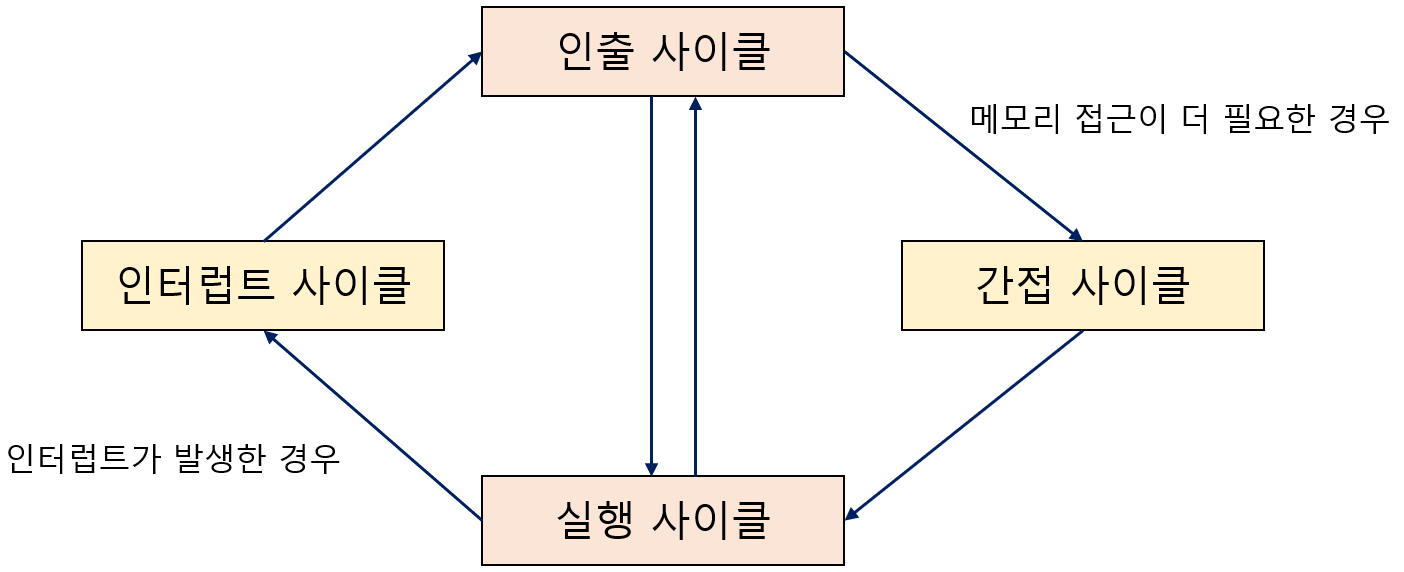 인출 사이클
메모리 접근이 더 필요한 경우
인터럽트 사이클
간접 사이클
인터럽트가 발생한 경우
실행 사이클